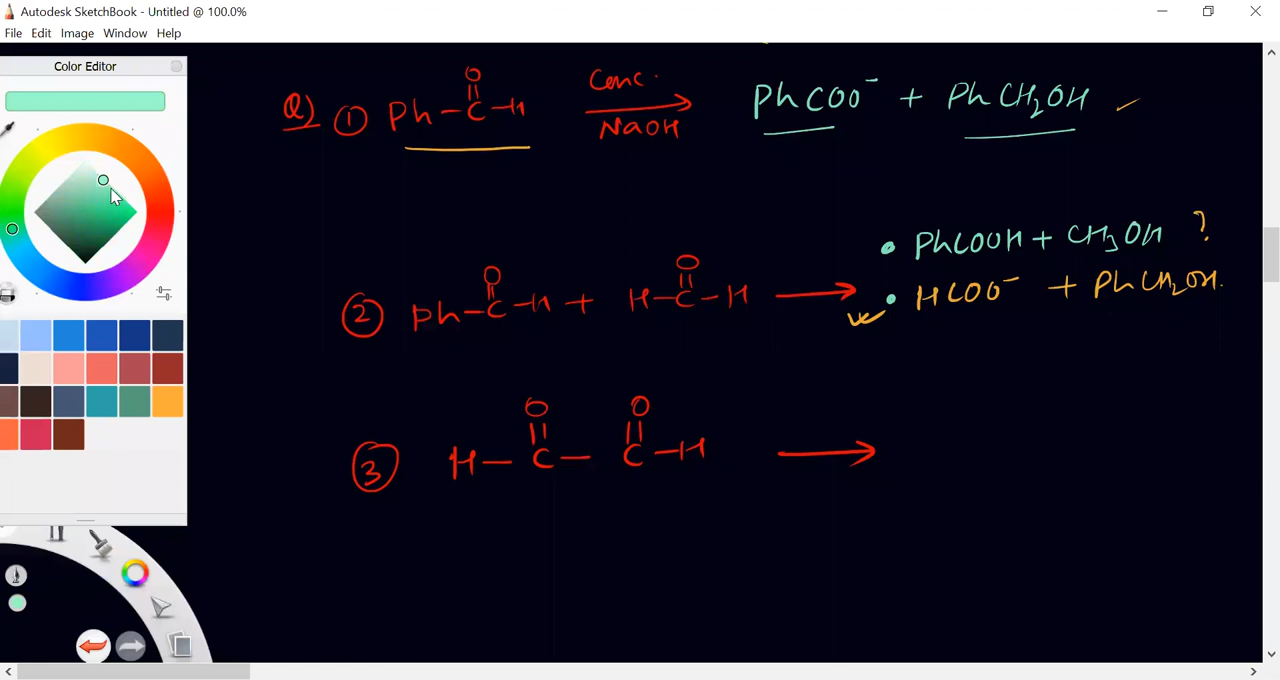 Autodesk SketchBook - Untitled @ 100.0%
File Edit Image Window Help
Color Editor
Q) ① Ph-C-H Conc. NaOH PhCOO⁻ + PhCH₂OH
O
• PhCOOH + CH₃OH ?
② Ph-C-H + H-C-H → • HCOO⁻ + PhCH₂OH.
O O
③ H-C-C-H →
O O